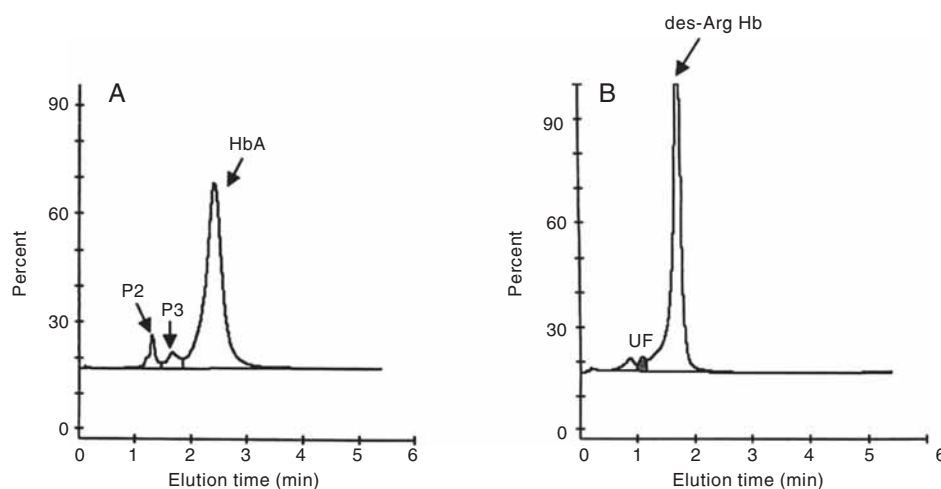 A
90
60
30
0
Percent
P2
P3
HbA
0 1 2 3 4 5 6
Elution time (min)
des-Arg Hb
B
90
60
30
0
Percent
UF
0 1 2 3 4 5 6
Elution time (min)